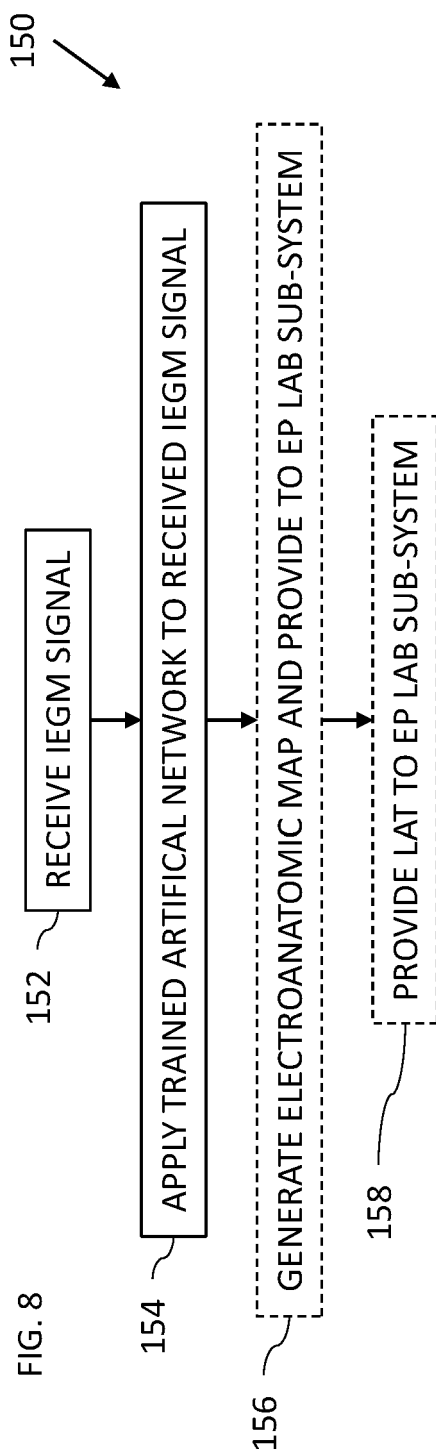 FIG. 8
150
152
RECEIVE IEGM SIGNAL
154
APPLY TRAINED ARTIFICAL NETWORK TO RECEIVED IEGM SIGNAL
156
GENERATE ELECTROANATOMIC MAP AND PROVIDE TO EP LAB SUB-SYSTEM
158
PROVIDE LAT TO EP LAB SUB-SYSTEM